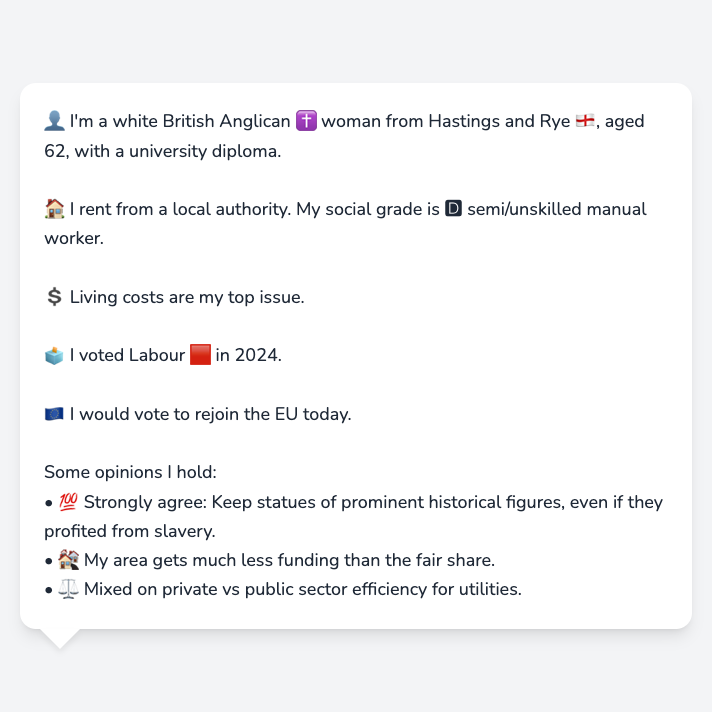 👤 I'm a white British Anglican ✝️ woman from Hastings and Rye 🏴󠁧󠁢󠁥󠁮󠁧󠁿, aged
62, with a university diploma.
🏠 I rent from a local authority. My social grade is 🅳 semi/unskilled manual
worker.
💲 Living costs are my top issue.
🗳️ I voted Labour 🟥 in 2024.
🇪🇺 I would vote to rejoin the EU today.
Some opinions I hold:
• 💯 Strongly agree: Keep statues of prominent historical figures, even if they
profited from slavery.
• 🏚️ My area gets much less funding than the fair share.
• ⚖️ Mixed on private vs public sector efficiency for utilities.